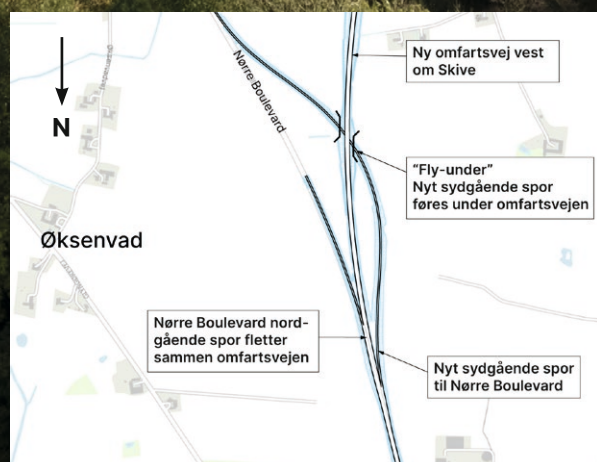 Ny omfartsvej vest
om Skive
N
Nørre Boulevard
"Fly-under"
Nyt sydgående spor
føres under omfartsvejen
Øksenvad
Nørre Boulevard nord-
gående spor fletter
sammen omfartsvejen
Nyt sydgående spor
til Nørre Boulevard